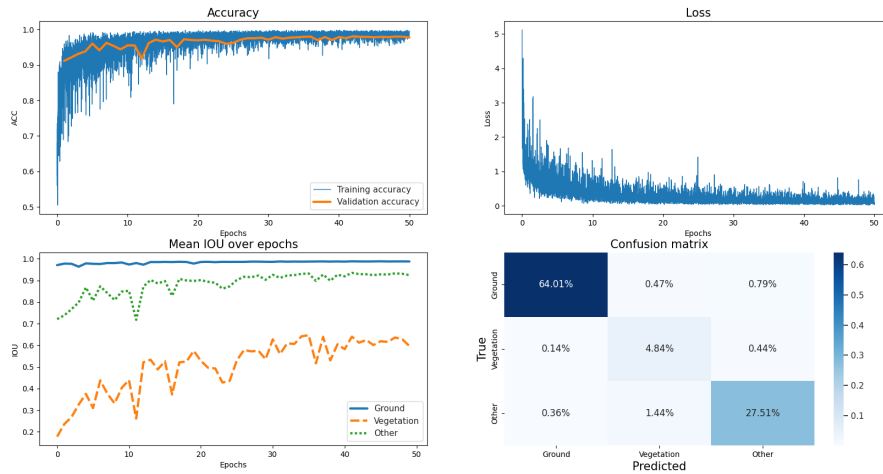 Accuracy
1.0
0.9
0.8
0.7
0.6
0.5
ACC
0
10
20
30
40
50
Epochs
Training accuracy
Validation accuracy
Loss
5
4
3
2
1
0
Loss
0
10
20
30
40
50
Epochs
Mean IOU over epochs
1.0
0.9
0.8
0.7
0.6
0.5
0.4
0.3
0.2
IOU
0
10
20
30
40
50
Epochs
Ground
Vegetation
Other
Confusion matrix
True
Ground
64.01%
0.47%
0.79%
Vegetation
0.14%
4.84%
0.44%
Other
0.36%
1.44%
27.51%
Ground
Vegetation
Other
Predicted
0.6
0.5
0.4
0.3
0.2
0.1